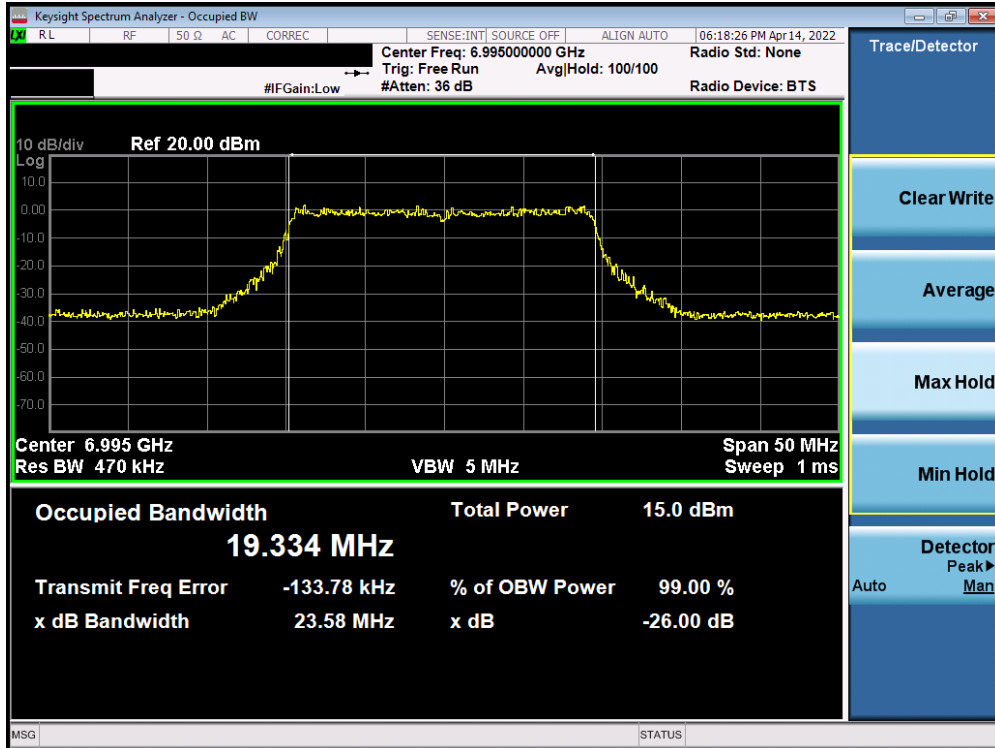 Keysight Spectrum Analyzer - Occupied BW
LXI RL RF 50 Ω AC CORREC SENSE:INT SOURCE OFF ALIGN AUTO 06:18:26 PM Apr 14, 2022
Center Freq: 6.995000000 GHz Radio Std: None
Trig: Free Run Avg|Hold: 100/100
#IFGain:Low #Atten: 36 dB Radio Device: BTS
Trace/Detector
10 dB/div Ref 20.00 dBm
Log
10.0
0.00
-10.0
-20.0
-30.0
-40.0
-50.0
-60.0
-70.0
Center 6.995 GHz Span 50 MHz
Res BW 470 kHz VBW 5 MHz Sweep 1 ms
Occupied Bandwidth Total Power 15.0 dBm
19.334 MHz
Transmit Freq Error -133.78 kHz % of OBW Power 99.00 %
x dB Bandwidth 23.58 MHz x dB -26.00 dB
Clear Write
Average
Max Hold
Min Hold
Detector
Peak▶
Auto Man
MSG STATUS